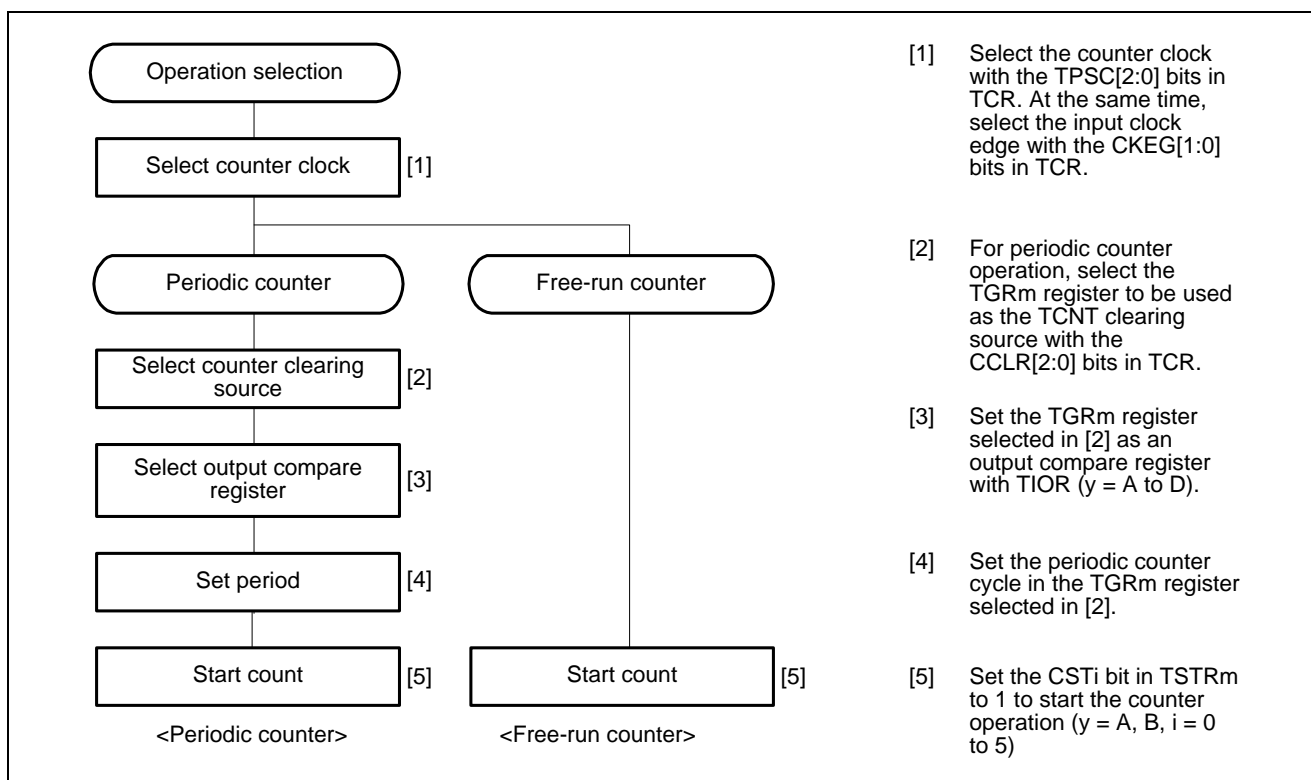 Operation selection
Select counter clock
[1]
Periodic counter
Free-run counter
Select counter clearing
source
[2]
Select output compare
register
[3]
Set period
[4]
Start count
[5]
Start count
[5]
<Periodic counter>
<Free-run counter>
[1] Select the counter clock
with the TPSC[2:0] bits in
TCR. At the same time,
select the input clock
edge with the CKEG[1:0]
bits in TCR.
[2] For periodic counter
operation, select the
TGRm register to be used
as the TCNT clearing
source with the
CCLR[2:0] bits in TCR.
[3] Set the TGRm register
selected in [2] as an
output compare register
with TIOR (y = A to D).
[4] Set the periodic counter
cycle in the TGRm register
selected in [2].
[5] Set the CSTi bit in TSTRm
to 1 to start the counter
operation (y = A, B, i = 0
to 5)